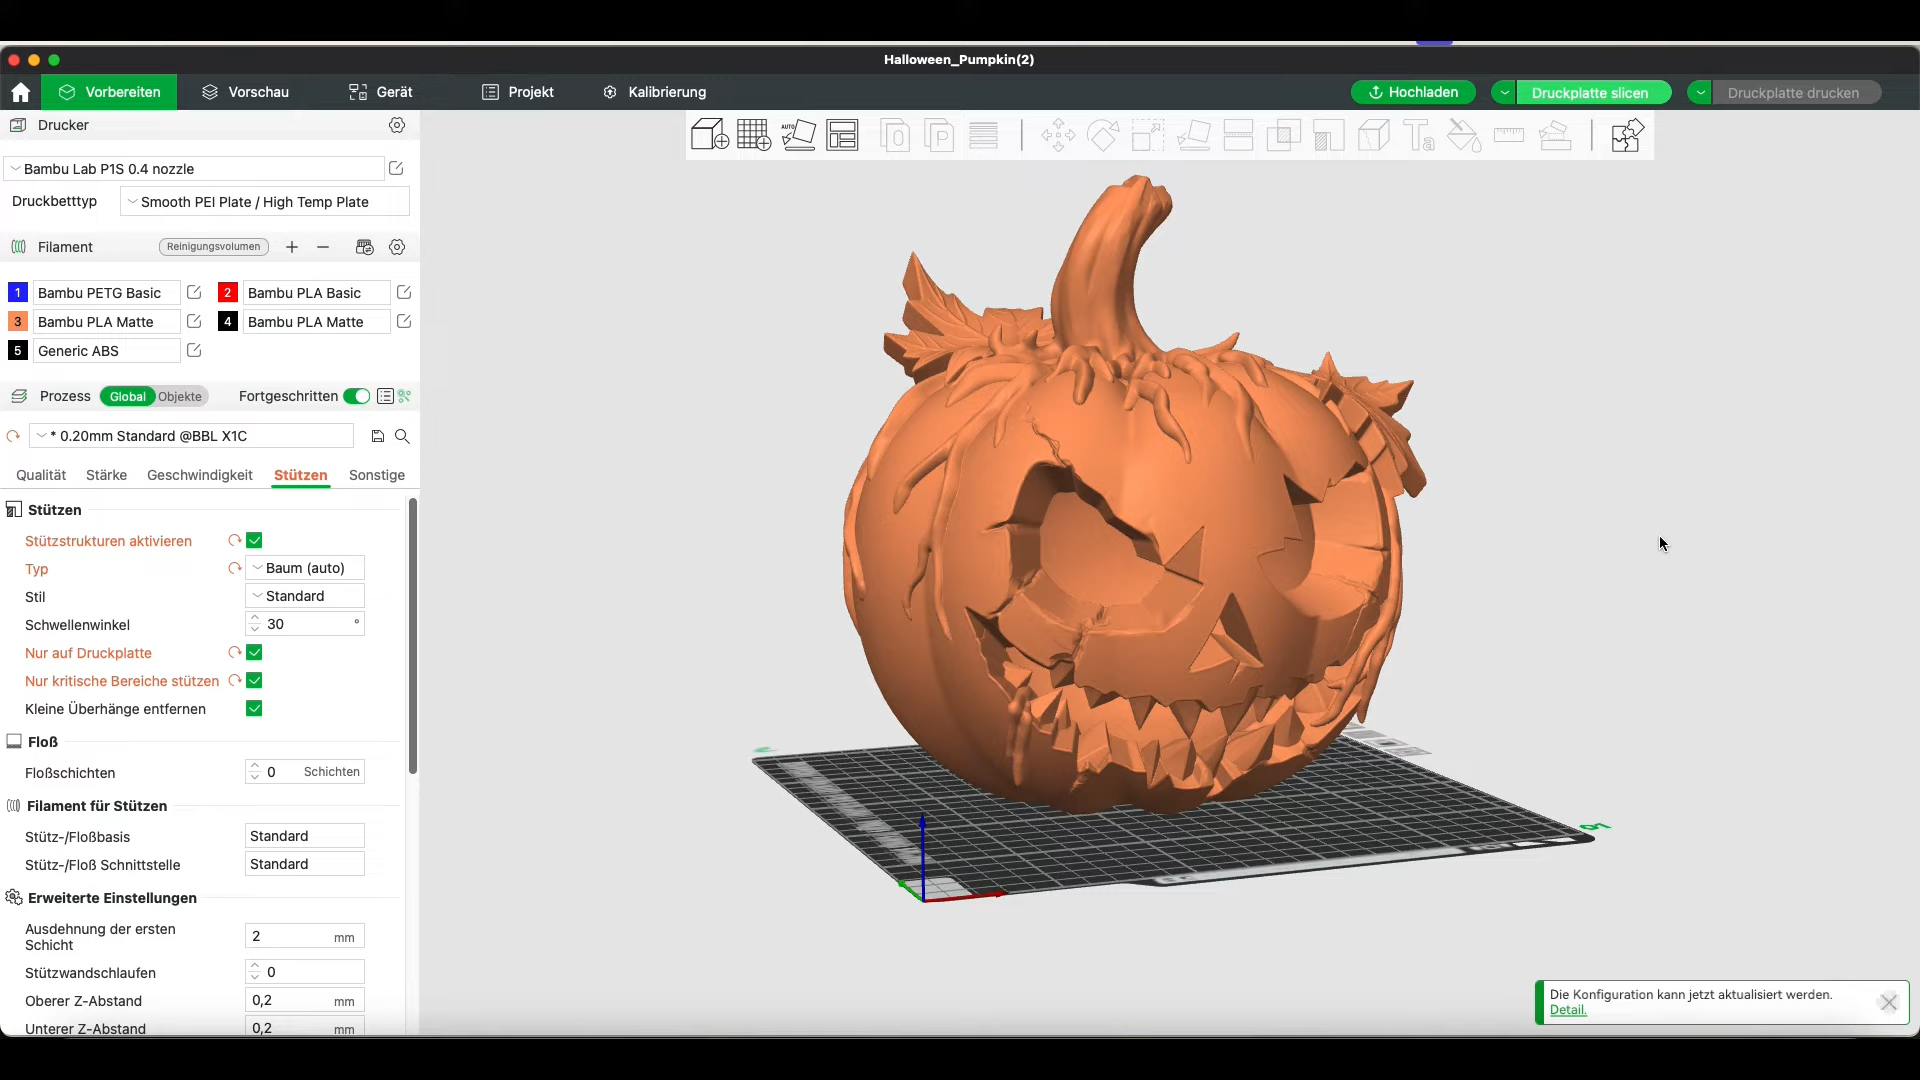 Halloween_Pumpkin(2)
Vorbereiten Vorschau Gerät Projekt Kalibrierung Hochladen Druckplatte slicen Druckplatte drucken
Drucker
Bambu Lab P1S 0.4 nozzle
Druckbetttyp Smooth PEI Plate / High Temp Plate
Filament Reinigungsvolumen
1 Bambu PETG Basic 2 Bambu PLA Basic
3 Bambu PLA Matte 4 Bambu PLA Matte
5 Generic ABS
Prozess Global Objekte Fortgeschritten
* 0.20mm Standard @BBL X1C
Qualität Stärke Geschwindigkeit Stützen Sonstige
Stützen
Stützstrukturen aktivieren
Typ Baum (auto)
Stil Standard
Schwellenwinkel 30 °
Nur auf Druckplatte
Nur kritische Bereiche stützen
Kleine Überhänge entfernen
Floß
Floßschichten 0 Schichten
Filament für Stützen
Stütz-/Floßbasis Standard
Stütz-/Floß Schnittstelle Standard
Erweiterte Einstellungen
Ausdehnung der ersten
Schicht 2 mm
Stützwandschlaufen 0
Oberer Z-Abstand 0,2 mm
Unterer Z-Abstand 0,2 mm
Die Konfiguration kann jetzt aktualisiert werden.
Detail.